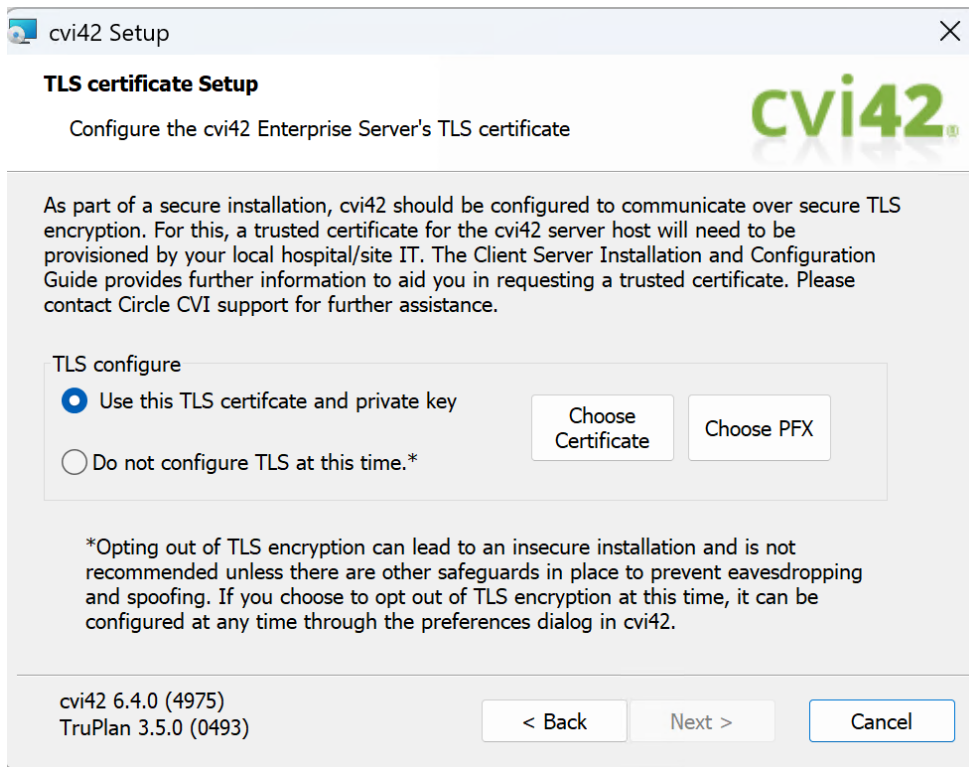 cvi42 Setup
TLS certificate Setup
Configure the cvi42 Enterprise Server's TLS certificate
cvi42®
As part of a secure installation, cvi42 should be configured to communicate over secure TLS
encryption. For this, a trusted certificate for the cvi42 server host will need to be
provisioned by your local hospital/site IT. The Client Server Installation and Configuration
Guide provides further information to aid you in requesting a trusted certificate. Please
contact Circle CVI support for further assistance.
TLS configure
Use this TLS certifcate and private key
Choose
Certificate
Choose PFX
Do not configure TLS at this time.*
*Opting out of TLS encryption can lead to an insecure installation and is not
recommended unless there are other safeguards in place to prevent eavesdropping
and spoofing. If you choose to opt out of TLS encryption at this time, it can be
configured at any time through the preferences dialog in cvi42.
cvi42 6.4.0 (4975)
TruPlan 3.5.0 (0493)
< Back
Next >
Cancel